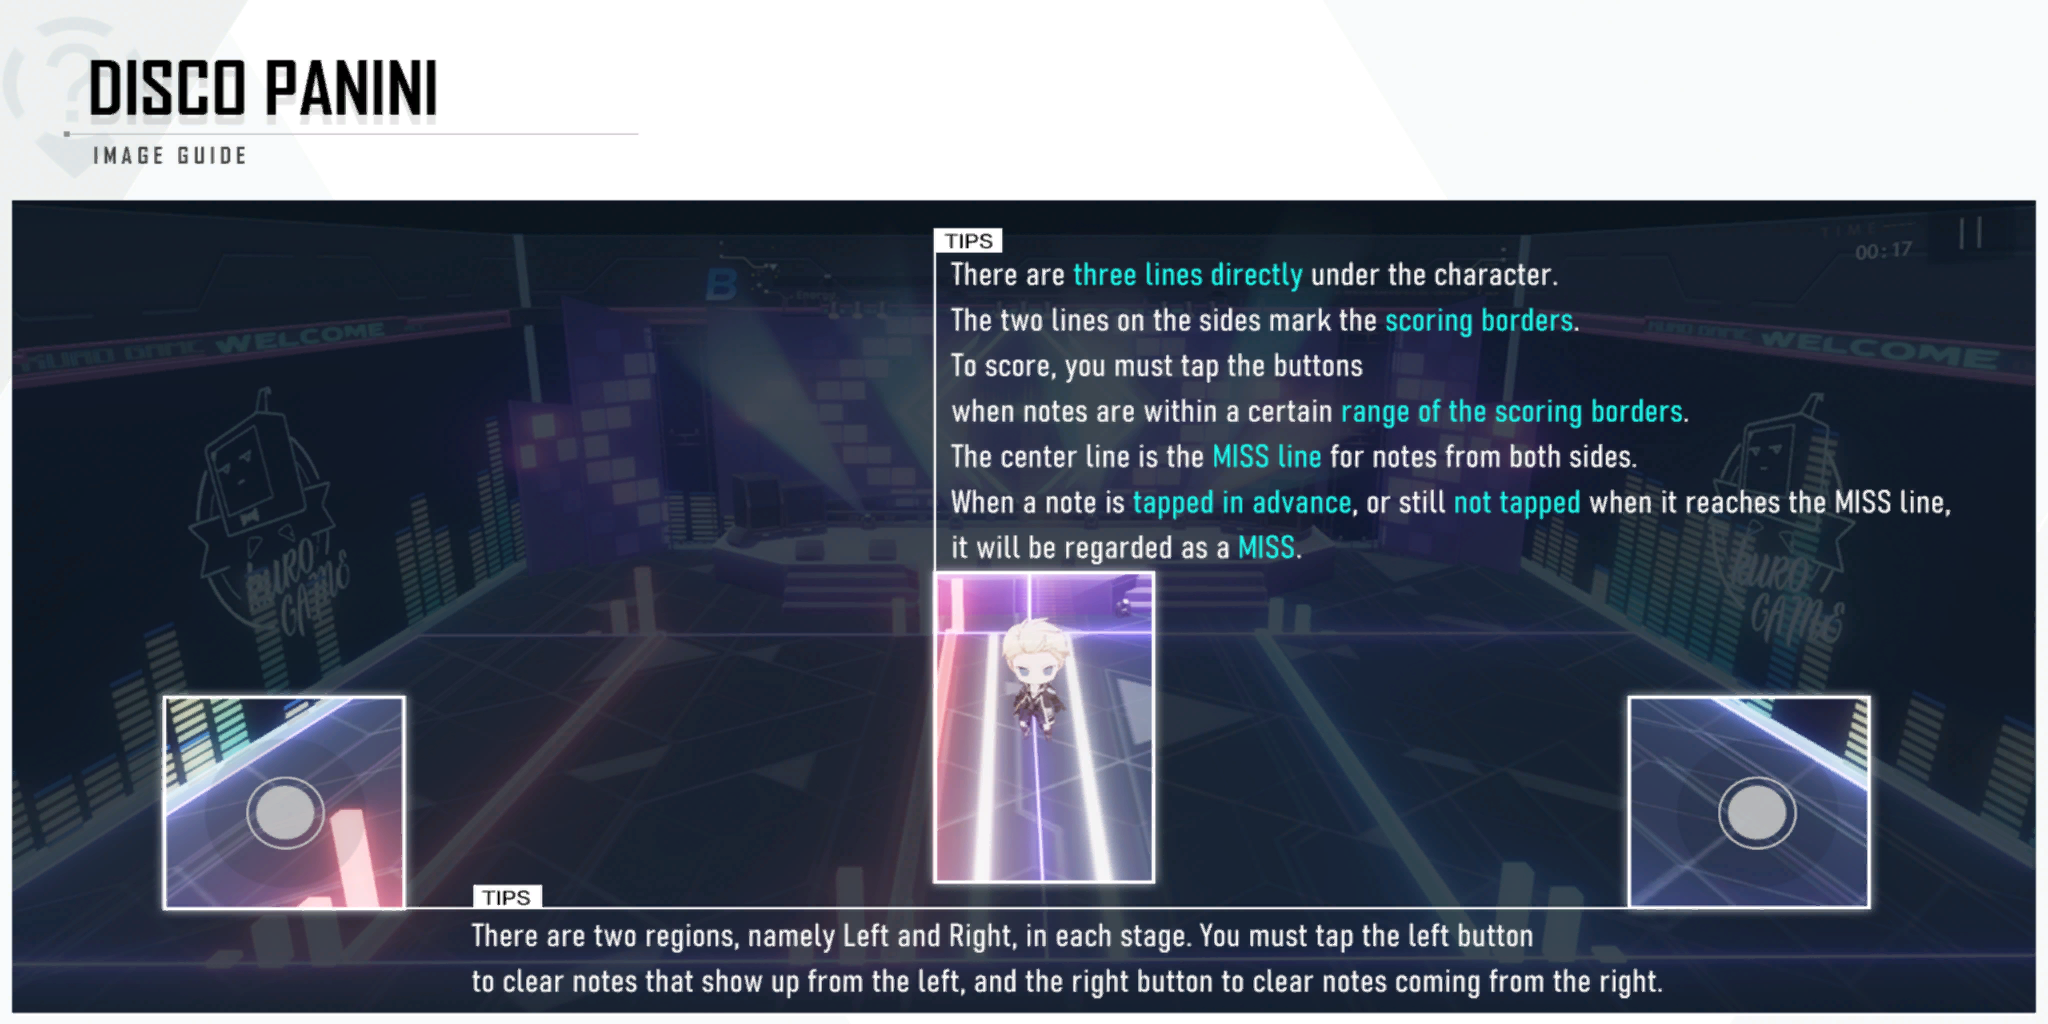 DISCO PANINI
IMAGE GUIDE
TIPS
There are three lines directly under the character.
The two lines on the sides mark the scoring borders.
To score, you must tap the buttons
when notes are within a certain range of the scoring borders.
The center line is the MISS line for notes from both sides.
When a note is tapped in advance, or still not tapped when it reaches the MISS line,
it will be regarded as a MISS.
TIME
00:17
B
WELCOME
WELCOME
KURO
GAME
KURO
GAME
TIPS
There are two regions, namely Left and Right, in each stage. You must tap the left button
to clear notes that show up from the left, and the right button to clear notes coming from the right.